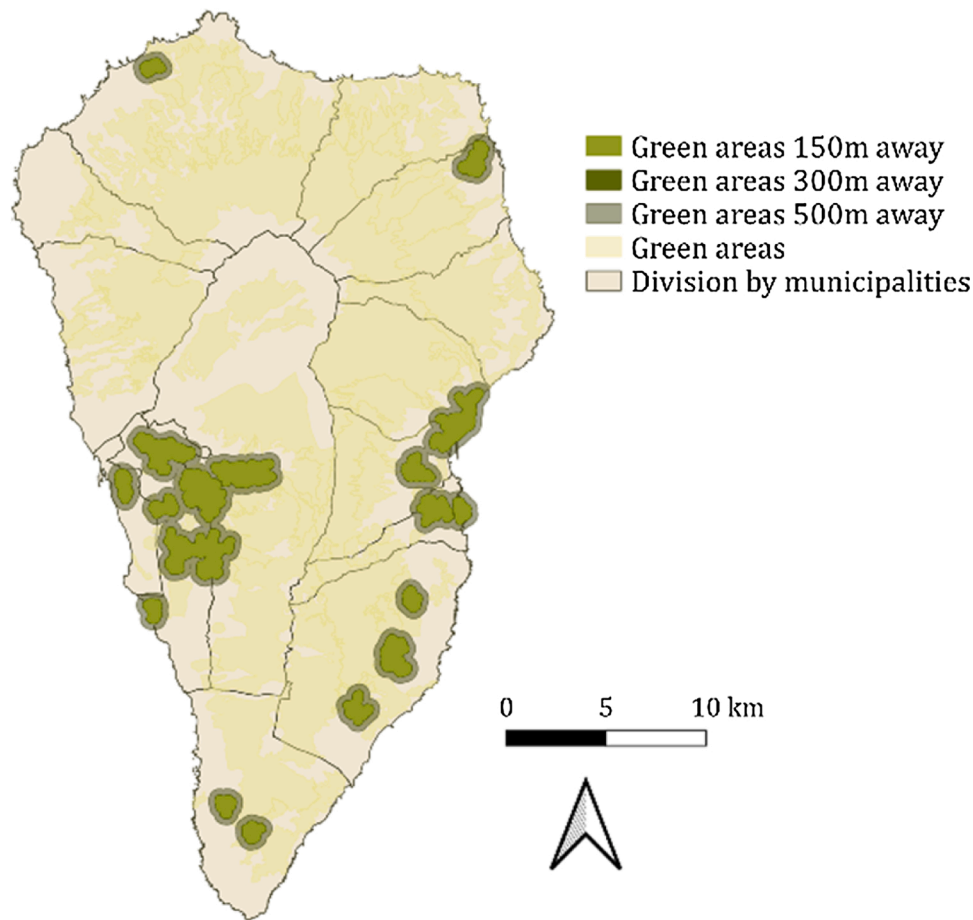 Green areas 150m away
Green areas 300m away
Green areas 500m away
Green areas
Division by municipalities
0 5 10 km